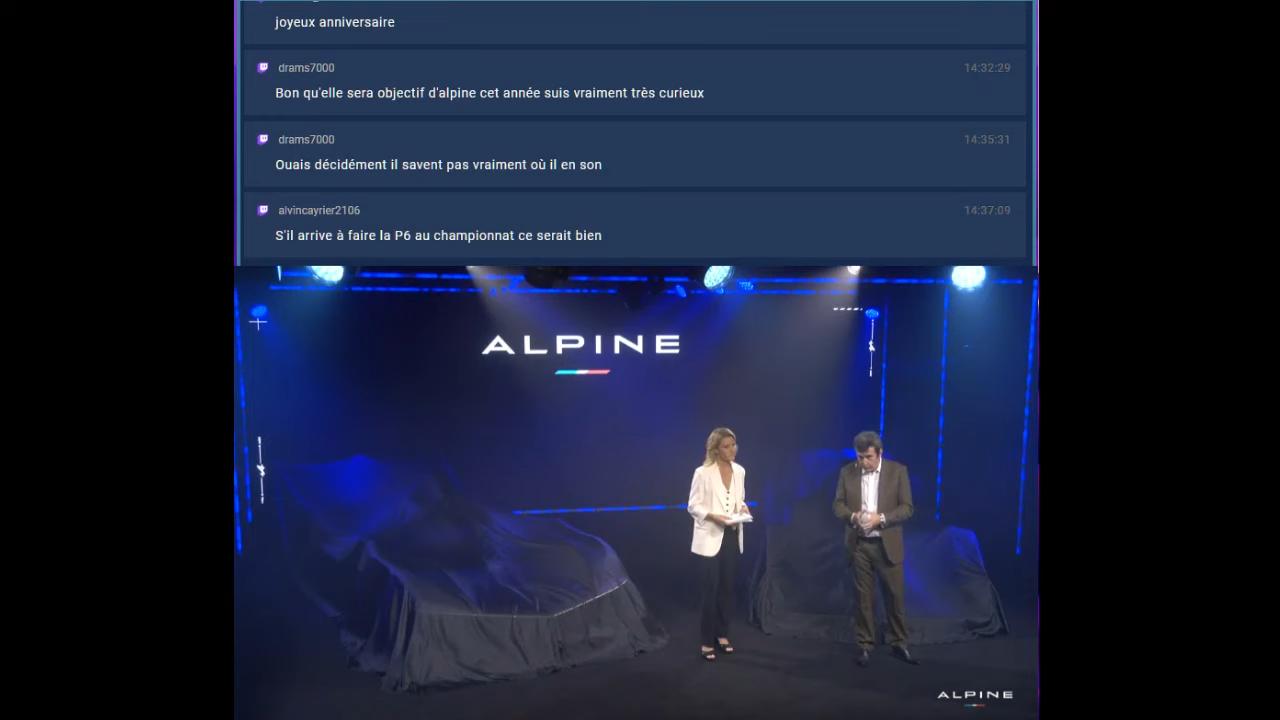 joyeux anniversaire
drams7000 14:32:29
Bon qu'elle sera objectif d'alpine cet année suis vraiment très curieux
drams7000 14:35:31
Ouais décidément il savent pas vraiment où il en son
alvincayrier2106 14:37:09
S'il arrive à faire la P6 au championnat ce serait bien
ALPINE
ALPINE